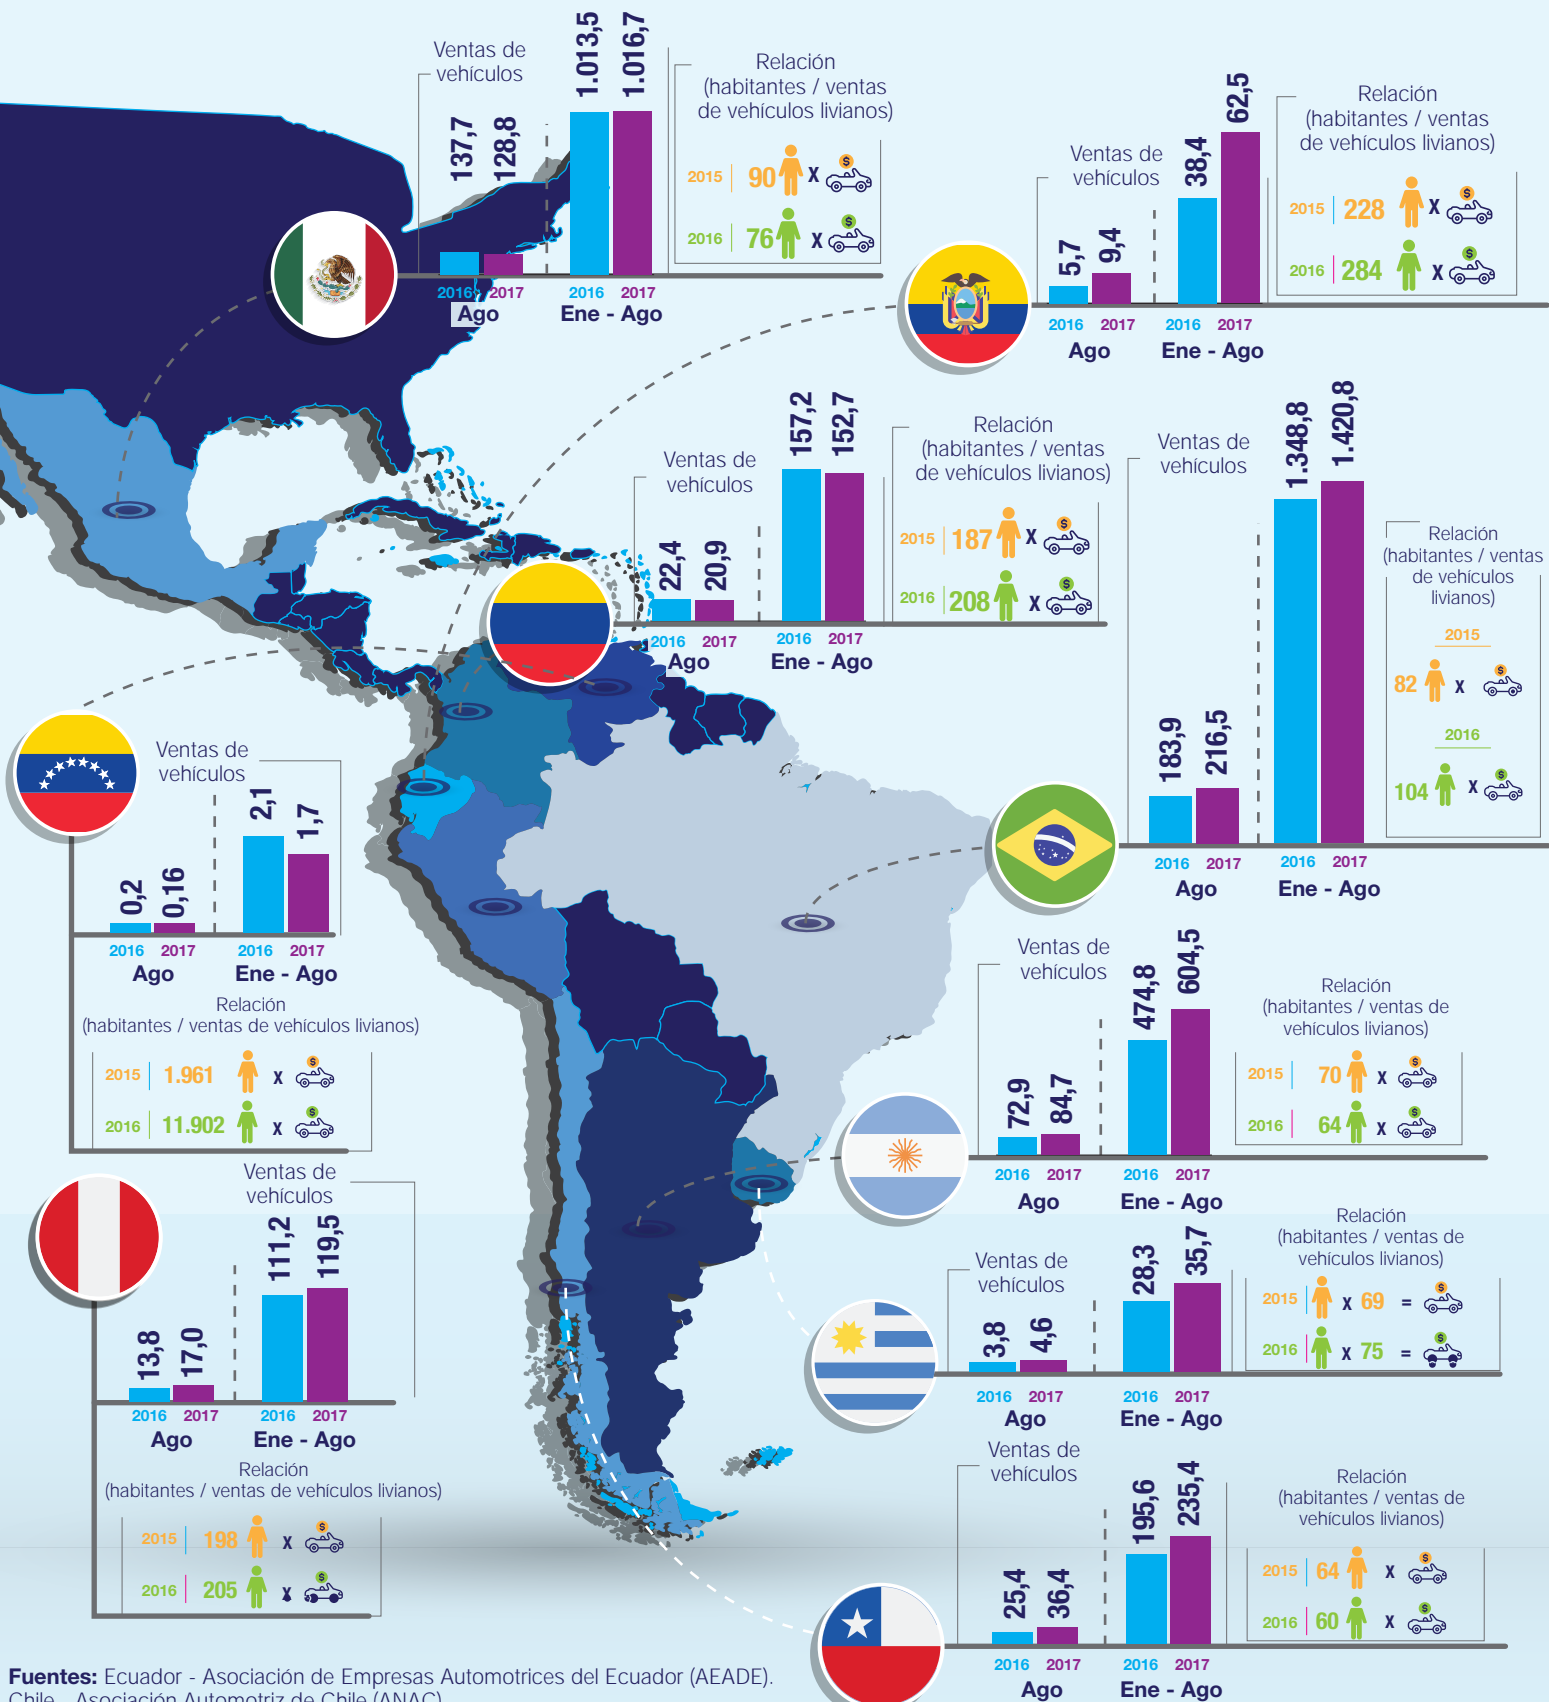 Ventas de
vehículos
137,7
128,8
1.013,5
1.016,7
2016
2017
Ago
2016
2017
Ene - Ago
Relación
(habitantes / ventas
de vehículos livianos)
2015
90
X
$
2016
76
X
$
Ventas de
vehículos
5,7
9,4
38,4
62,5
2016
2017
Ago
2016
2017
Ene - Ago
Relación
(habitantes / ventas
de vehículos livianos)
2015
228
X
$
2016
284
X
$
Ventas de
vehículos
22,4
20,9
157,2
152,7
2016
2017
Ago
2016
2017
Ene - Ago
Relación
(habitantes / ventas
de vehículos livianos)
2015
187
X
$
2016
208
X
$
Ventas de
vehículos
183,9
216,5
1.348,8
1.420,8
2016
2017
Ago
2016
2017
Ene - Ago
Relación
(habitantes / ventas
de vehículos
livianos)
2015
82
X
$
2016
104
X
$
Ventas de
vehículos
0,2
0,16
2,1
1,7
2016
2017
Ago
2016
2017
Ene - Ago
Relación
(habitantes / ventas de vehículos livianos)
2015
1.961
X
$
2016
11.902
X
$
Ventas de
vehículos
72,9
84,7
474,8
604,5
2016
2017
Ago
2016
2017
Ene - Ago
Relación
(habitantes / ventas de
vehículos livianos)
2015
70
X
$
2016
64
X
$
Ventas de
vehículos
13,8
17,0
111,2
119,5
2016
2017
Ago
2016
2017
Ene - Ago
Relación
(habitantes / ventas de vehículos livianos)
2015
198
X
$
2016
205
X
$
Ventas de
vehículos
3,8
4,6
28,3
35,7
2016
2017
Ago
2016
2017
Ene - Ago
Relación
(habitantes / ventas de
vehículos livianos)
2015
X 69 =
$
2016
X 75 =
$
Ventas de
vehículos
25,4
36,4
195,6
235,4
2016
2017
Ago
2016
2017
Ene - Ago
Relación
(habitantes / ventas de
vehículos livianos)
2015
64
X
$
2016
60
X
$
Fuentes: Ecuador - Asociación de Empresas Automotrices del Ecuador (AEADE).
Chile - Asociación Automotriz de Chile (ANAC)